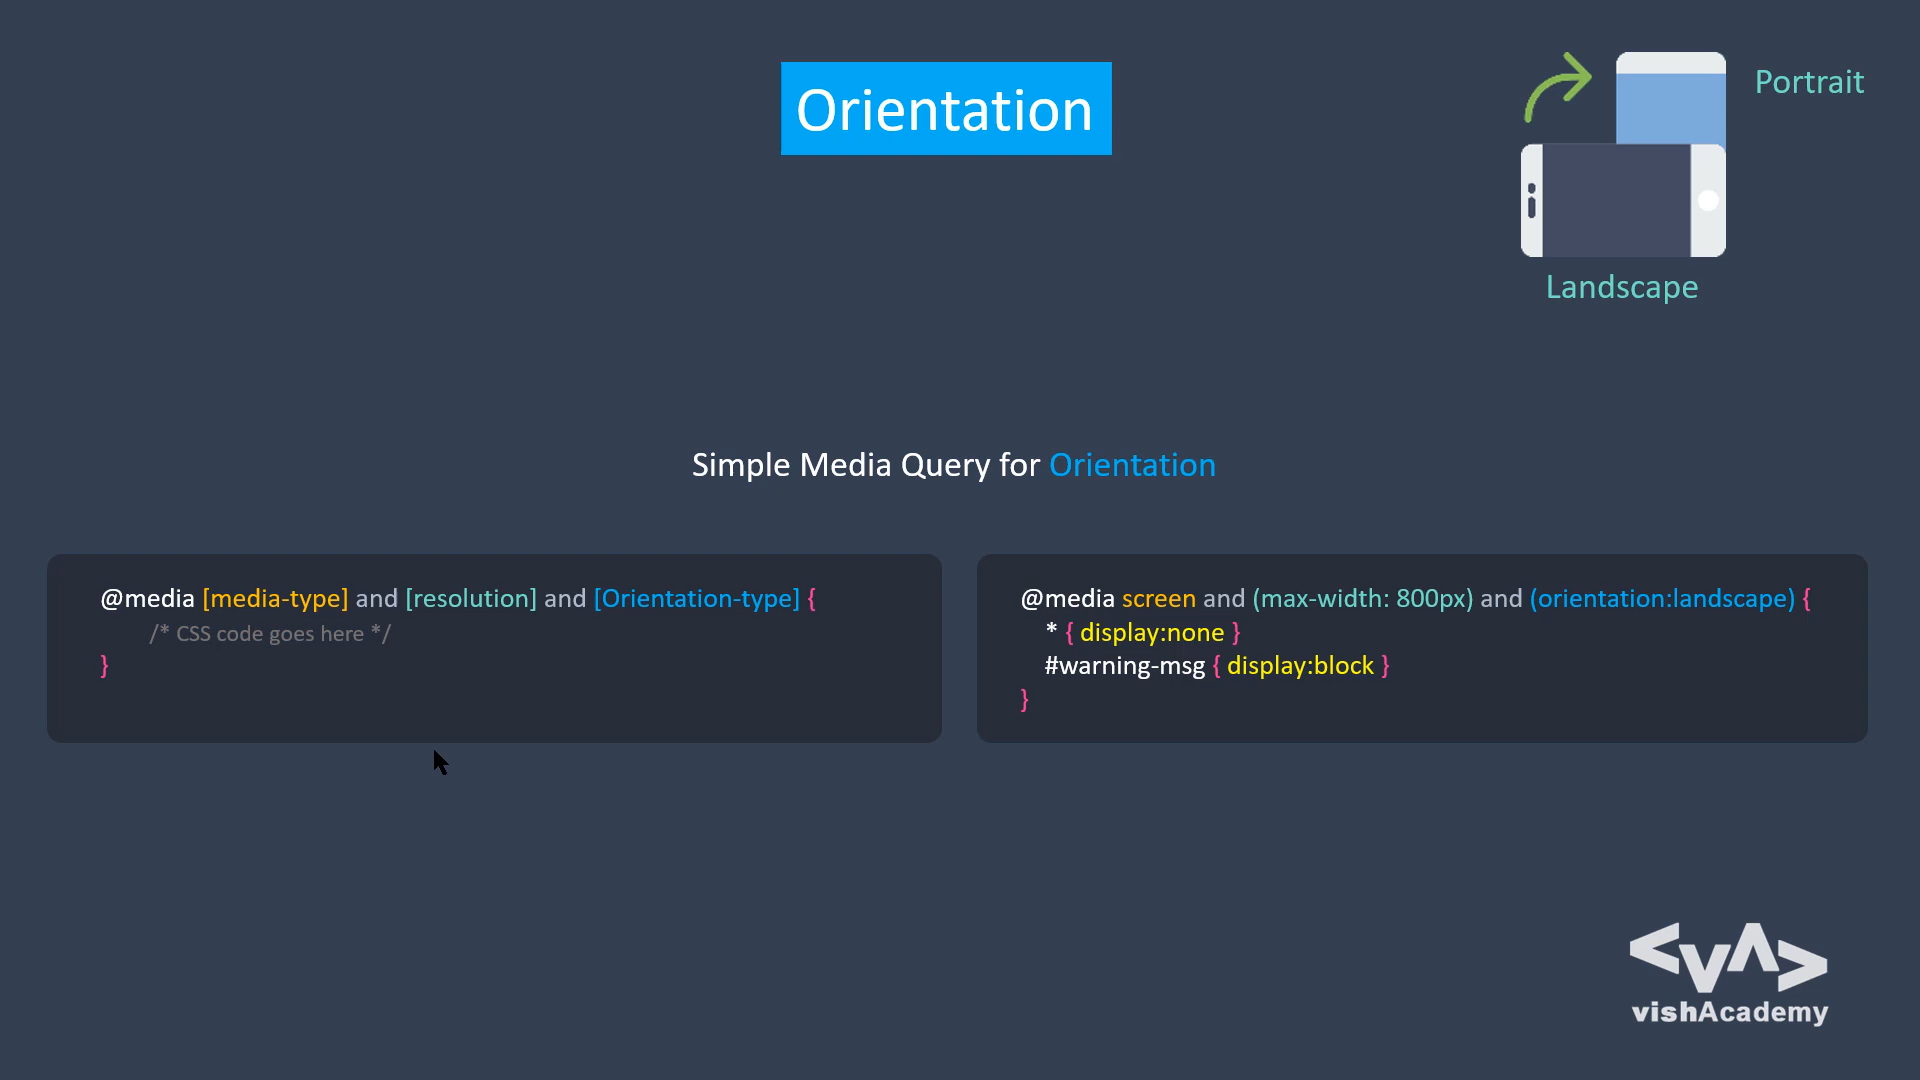 Orientation
Portrait
Landscape
Simple Media Query for Orientation
@media [media-type] and [resolution] and [Orientation-type] {
/* CSS code goes here */
}
@media screen and (max-width: 800px) and (orientation:landscape) {
* { display:none }
#warning-msg { display:block }
}
<VA>
vishAcademy